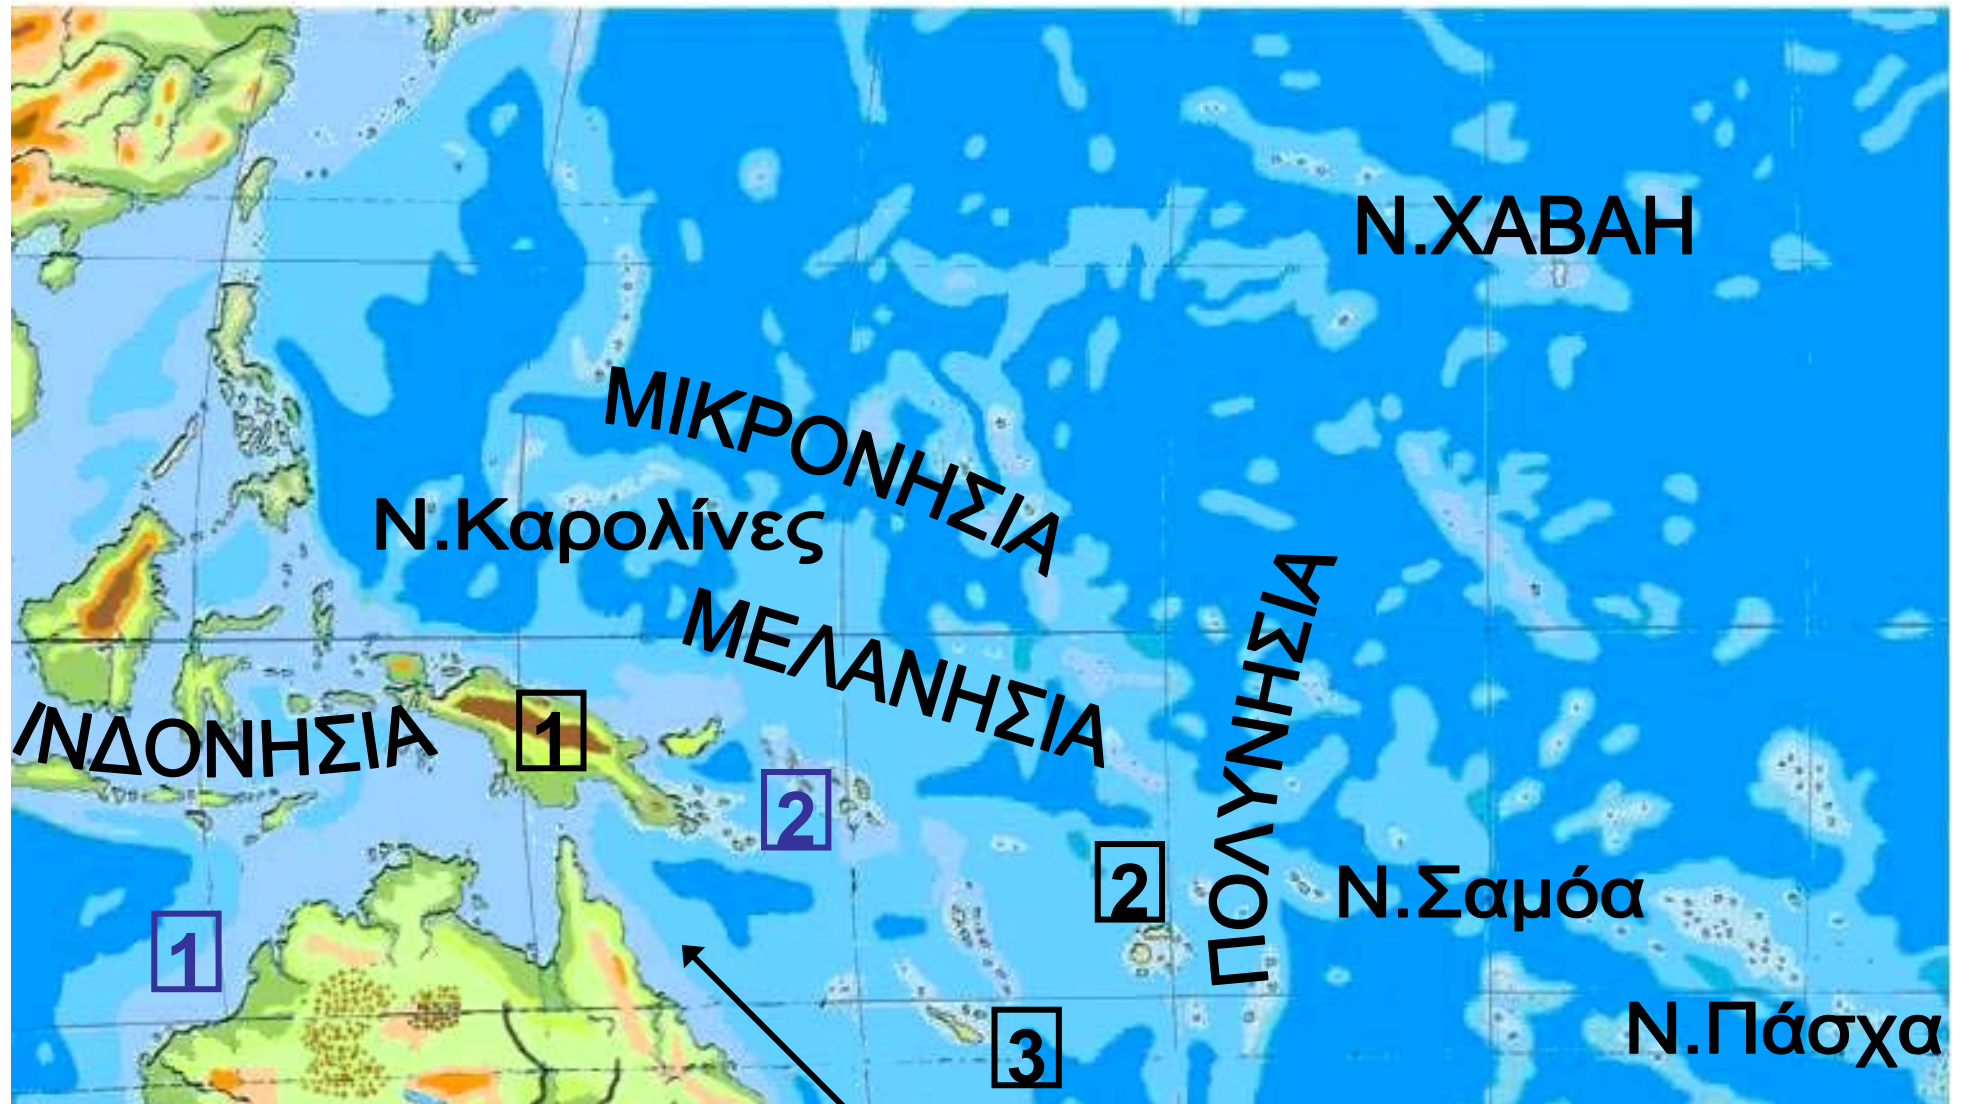 Ν.ΧΑΒΑΗ
ΜΙΚΡΟΝΗΣΙΑ
Ν.Καρολίνες
ΜΕΛΑΝΗΣΙΑ
ΠΟΛΥΝΗΣΙΑ
ΙΝΔΟΝΗΣΙΑ
1
2
2
Ν.Σαμόα
1
3
Ν.Πάσχα